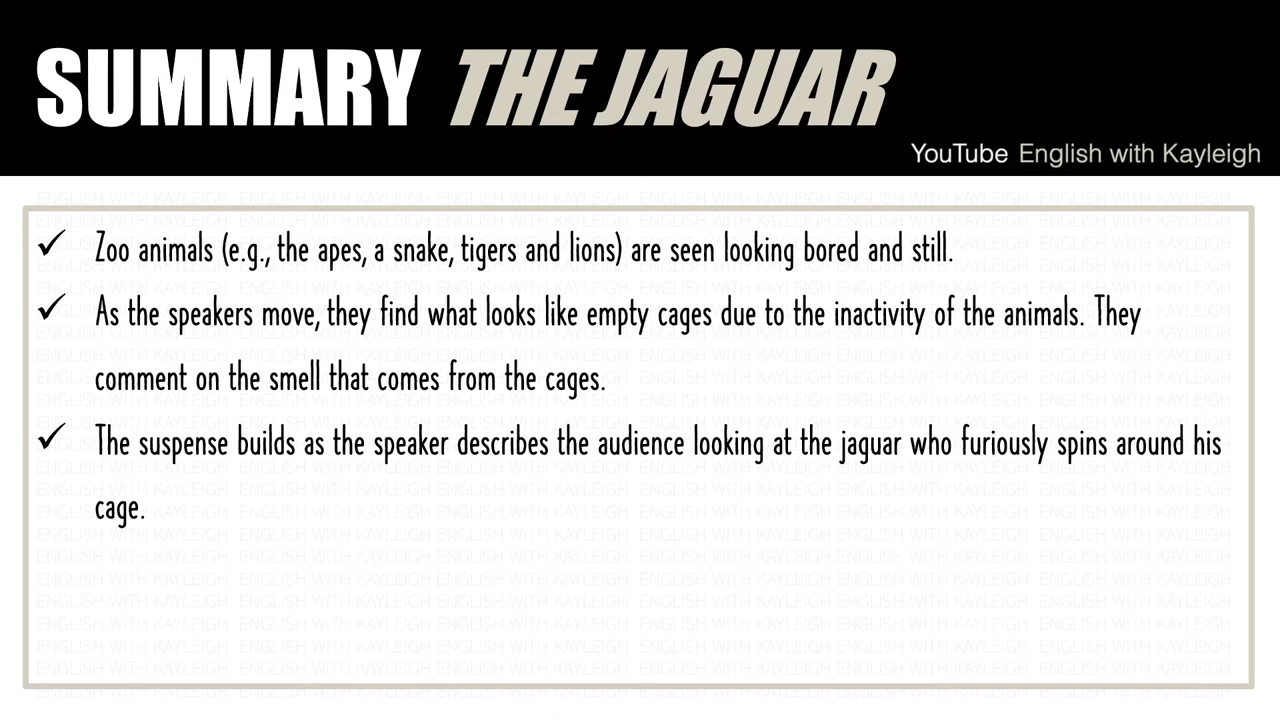 SUMMARY THE JAGUAR
YouTube English with Kayleigh
✓ Zoo animals (e.g., the apes, a snake, tigers and lions) are seen looking bored and still.
✓ As the speakers move, they find what looks like empty cages due to the inactivity of the animals. They
comment on the smell that comes from the cages.
✓ The suspense builds as the speaker describes the audience looking at the jaguar who furiously spins around his
cage.